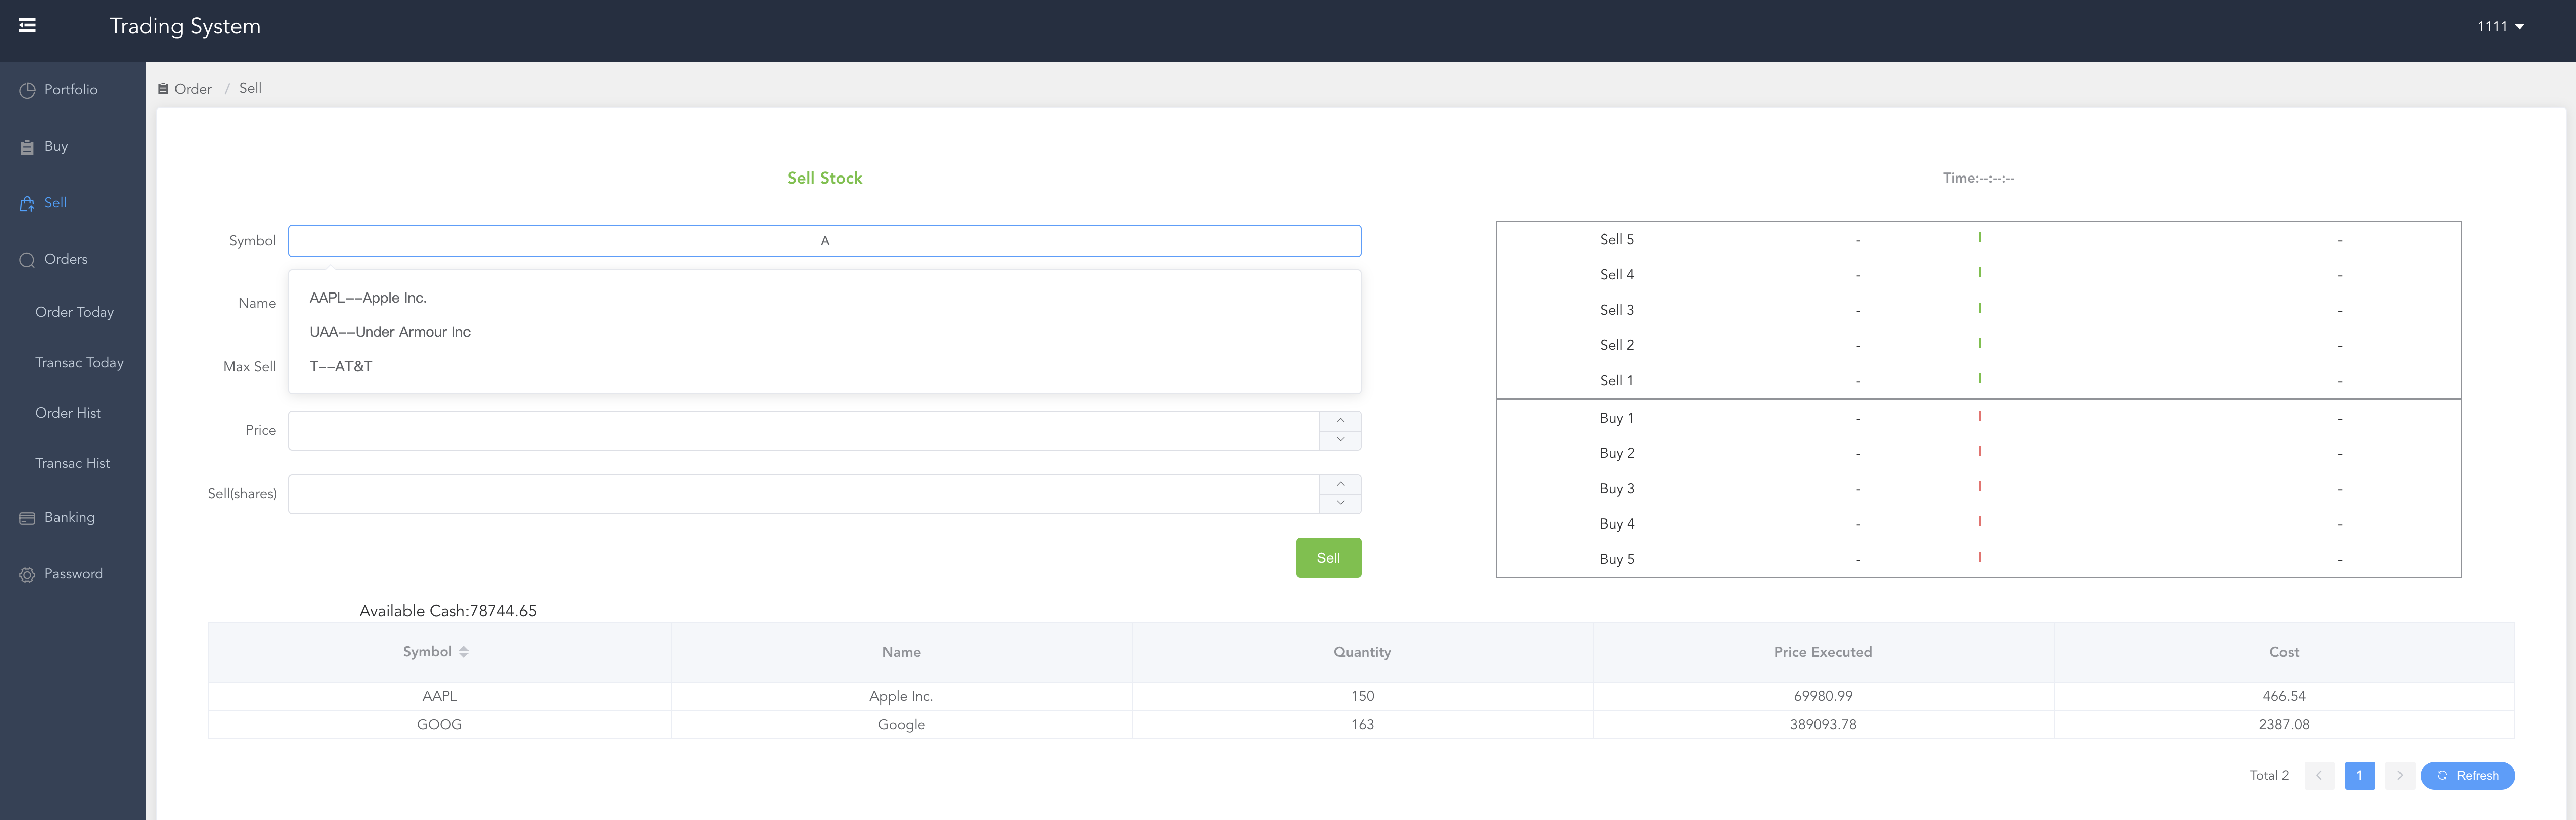 Trading System
1111
Portfolio
Buy
Sell
Orders
Order Today
Transac Today
Order Hist
Transac Hist
Banking
Password
Order / Sell
Sell Stock
Symbol A
AAPL--Apple Inc.
UAA--Under Armour Inc
T--AT&T
Name
Max Sell
Price
Sell(shares)
Sell
Time:--:--:--
Sell 5 - -
Sell 4 - -
Sell 3 - -
Sell 2 - -
Sell 1 - -
Buy 1 - -
Buy 2 - -
Buy 3 - -
Buy 4 - -
Buy 5 - -
Available Cash:78744.65
Symbol Name Quantity Price Executed Cost
AAPL Apple Inc. 150 69980.99 466.54
GOOG Google 163 389093.78 2387.08
Total 2 1 Refresh